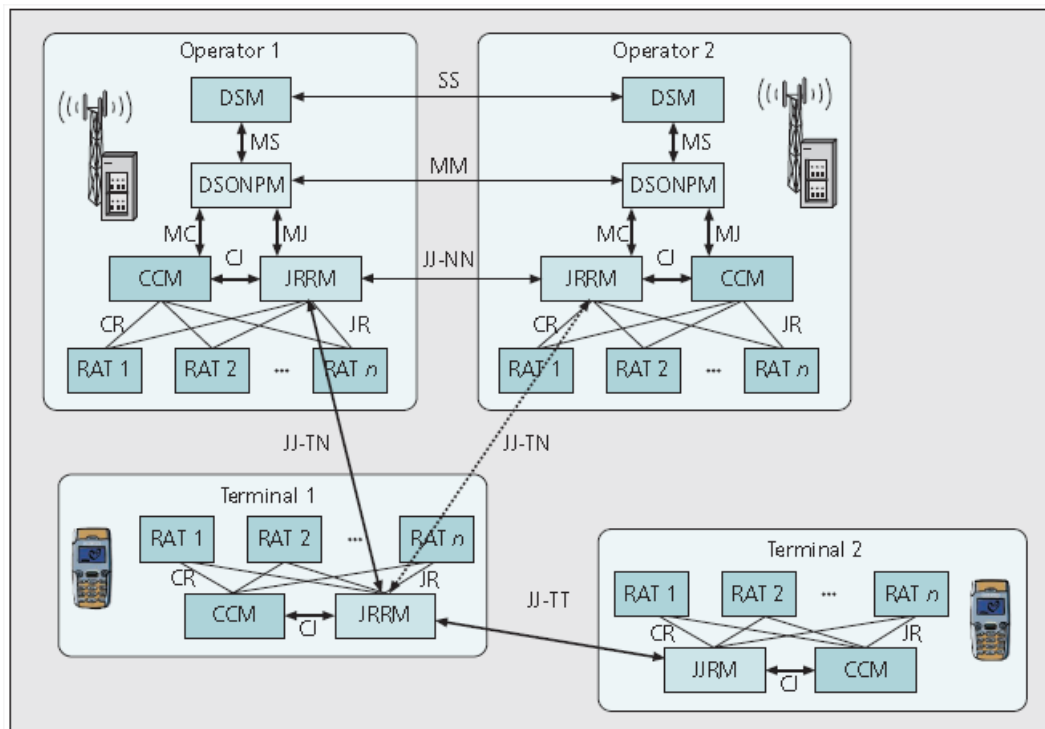 Operator 1
Operator 2
DSM
SS
DSM
MS
MS
DSONPM
MM
DSONPM
MC
MJ
MC
MJ
CCM
CJ
JRRM
JJ-NN
JRRM
CJ
CCM
CR
JR
CR
JR
RAT 1
RAT 2
...
RAT n
RAT 1
RAT 2
...
RAT n
JJ-TN
JJ-TN
Terminal 1
RAT 1
RAT 2
...
RAT n
CR
JR
CCM
CJ
JRRM
JJ-TT
Terminal 2
RAT 1
RAT 2
...
RAT n
CR
JR
JJRM
CJ
CCM